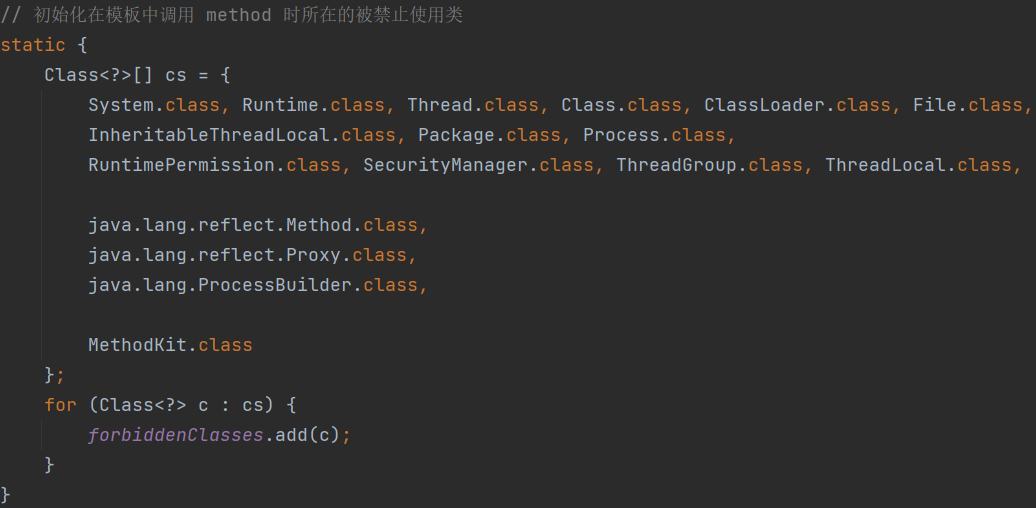 // 初始化在模板中调用 method 时所在的被禁止使用类
static {
    Class<?>[] cs = {
        System.class, Runtime.class, Thread.class, Class.class, ClassLoader.class, File.class,
        InheritableThreadLocal.class, Package.class, Process.class,
        RuntimePermission.class, SecurityManager.class, ThreadGroup.class, ThreadLocal.class,

        java.lang.reflect.Method.class,
        java.lang.reflect.Proxy.class,
        java.lang.ProcessBuilder.class,

        MethodKit.class
    };
    for (Class<?> c : cs) {
        forbiddenClasses.add(c);
    }
}